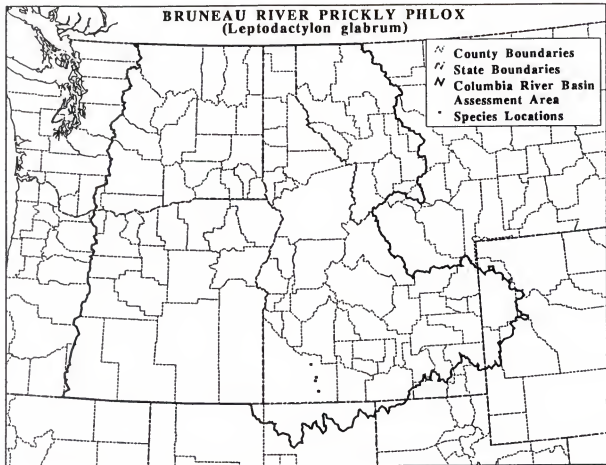 BRUNEAU RIVER PRICKLY PHLOX
(Leptodactylon glabrum)
County Boundaries
State Boundaries
Columbia River Basin
Assessment Area
Species Locations